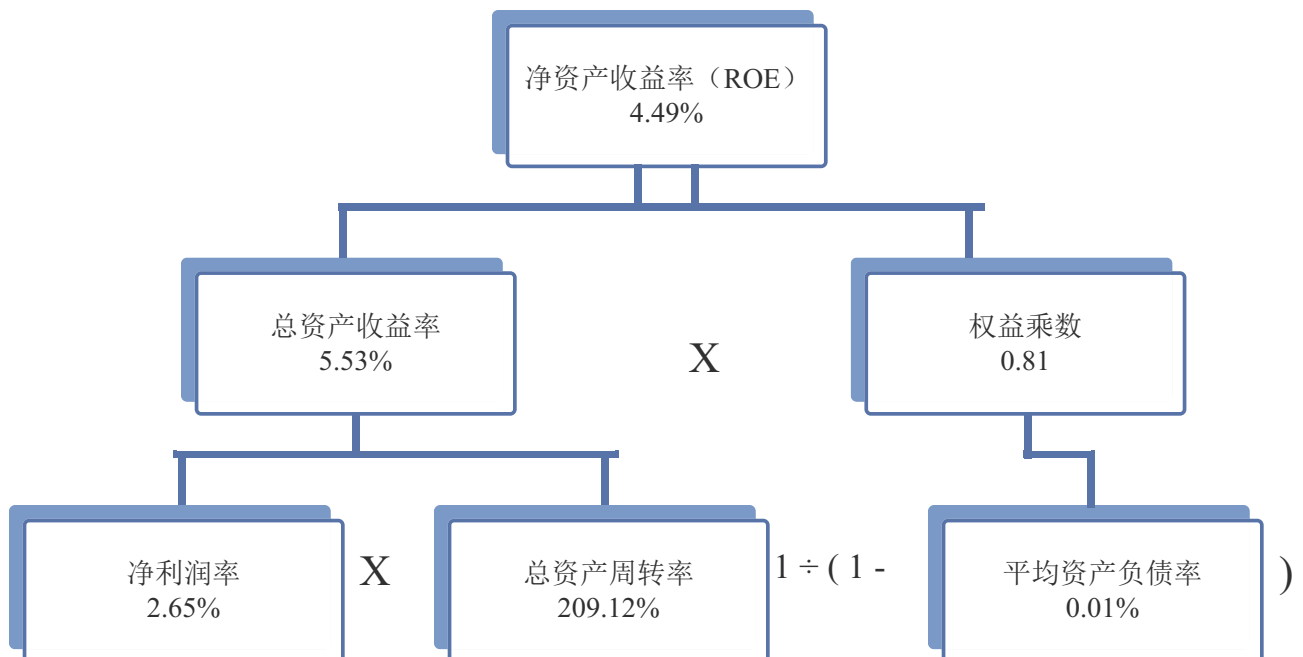 净资产收益率（ROE）
4.49%
总资产收益率
5.53%
X
权益乘数
0.81
净利润率
2.65%
X
总资产周转率
209.12%
1 ÷ ( 1 -
平均资产负债率
0.01%
)